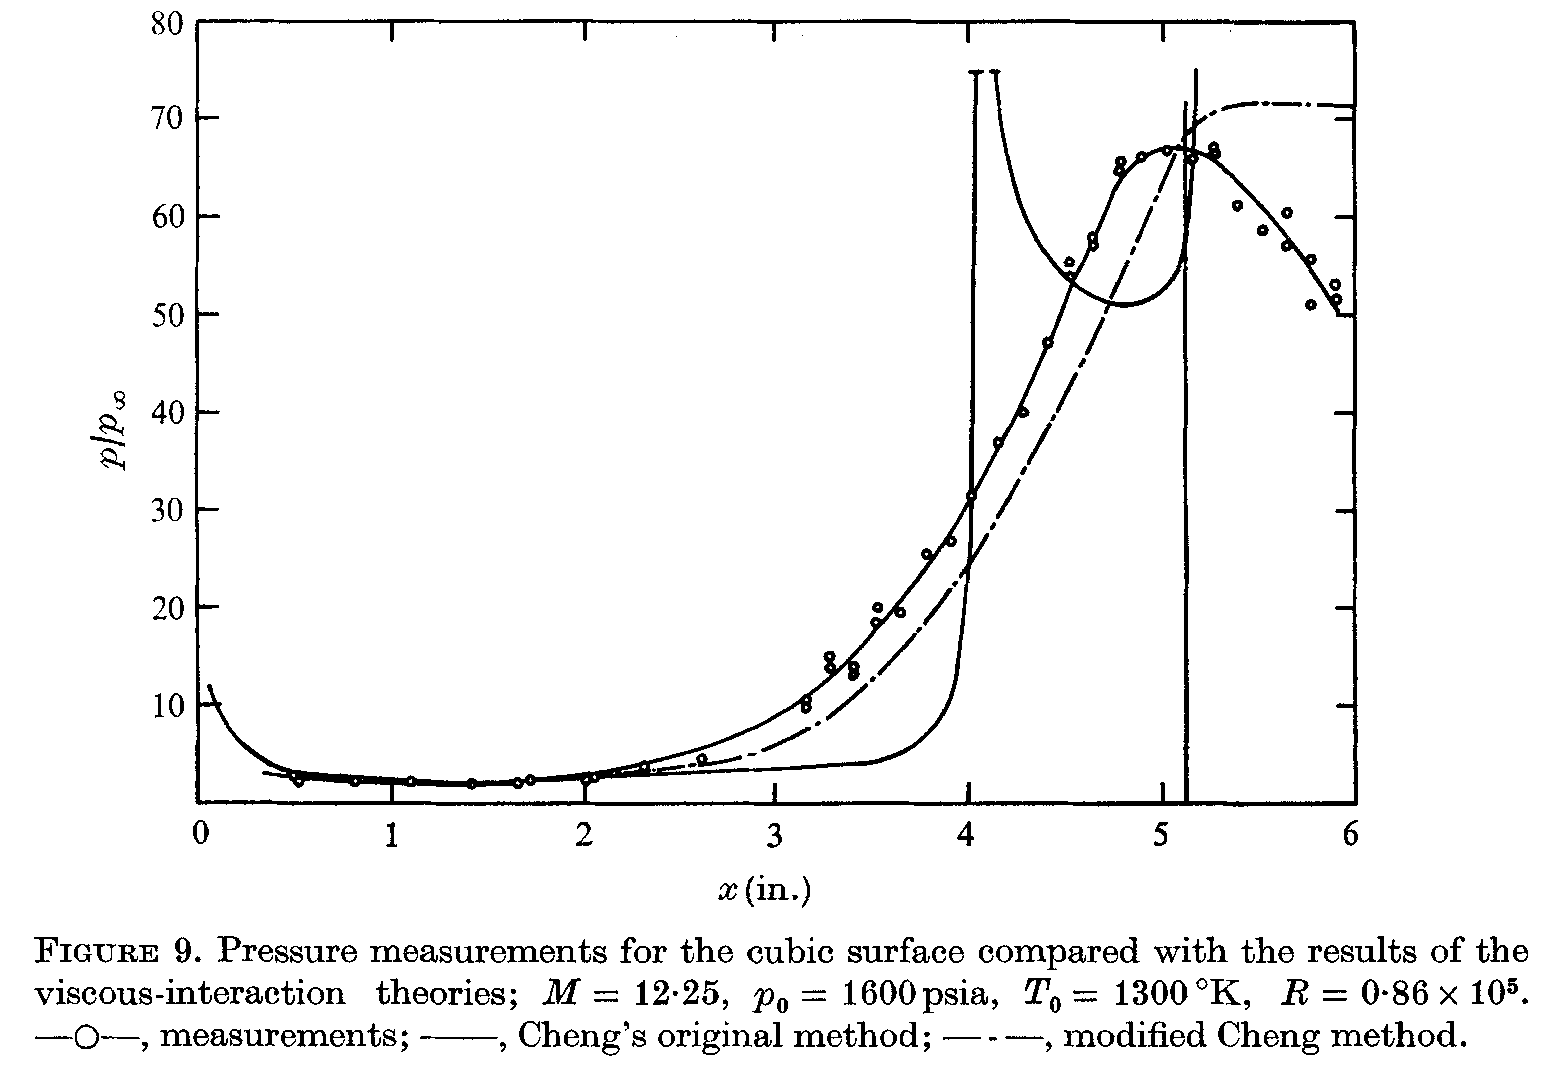 80
70
60
50
40
30
20
10
p/p∞
0 1 2 3 4 5 6
x (in.)
FIGURE 9. Pressure measurements for the cubic surface compared with the results of the
viscous-interaction theories; M = 12·25, p₀ = 1600 psia, T₀ = 1300 °K, R = 0·86 × 10⁵.
—O—, measurements; ——, Cheng's original method; — - —, modified Cheng method.